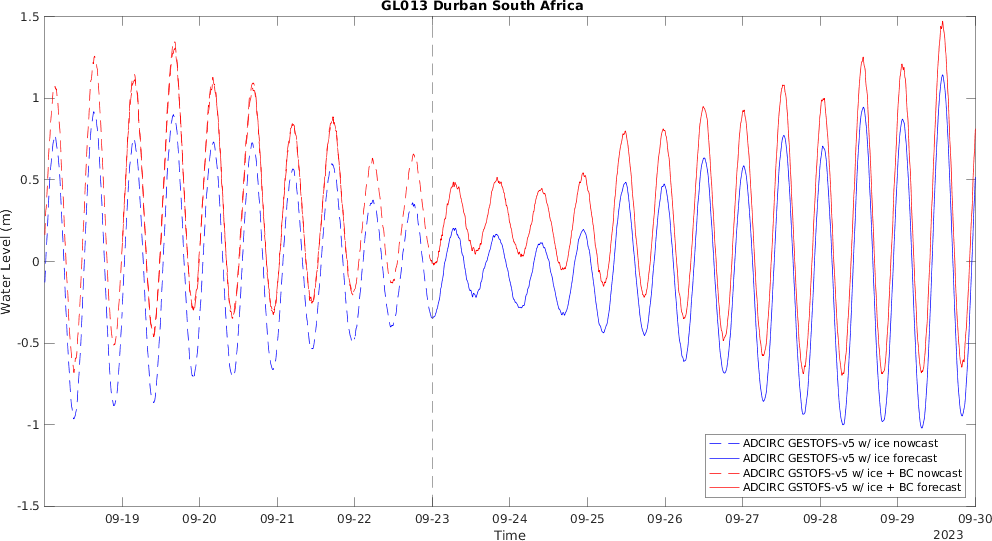 GL013 Durban South Africa
1.5
1
0.5
0
-0.5
-1
-1.5
Water Level (m)
09-19 09-20 09-21 09-22 09-23 09-24 09-25 09-26 09-27 09-28 09-29 09-30
Time
2023
ADCIRC GESTOFS-v5 w/ ice nowcast
ADCIRC GESTOFS-v5 w/ ice forecast
ADCIRC GSTOFS-v5 w/ ice + BC nowcast
ADCIRC GSTOFS-v5 w/ ice + BC forecast